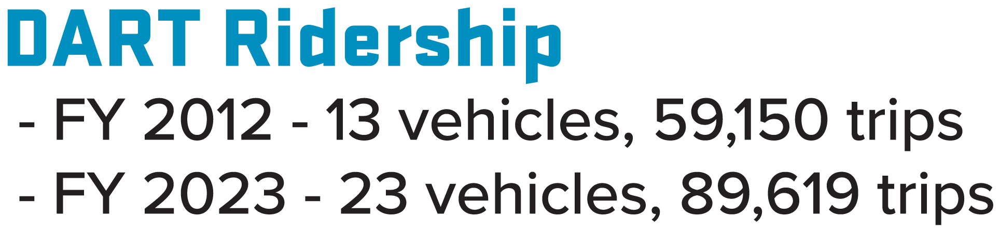 DART Ridership
- FY 2012 - 13 vehicles, 59,150 trips
- FY 2023 - 23 vehicles, 89,619 trips